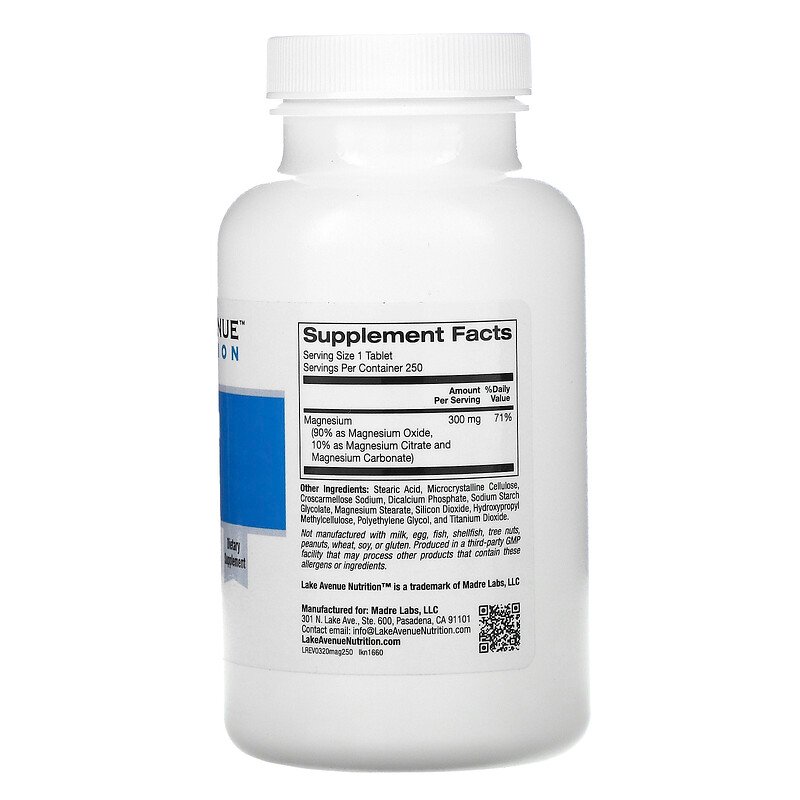 NUE™
ION
Dietary
Supplement
Supplement Facts
Serving Size 1 Tablet
Servings Per Container 250
Amount %Daily
Per Serving Value
Magnesium 300 mg 71%
(90% as Magnesium Oxide,
10% as Magnesium Citrate and
Magnesium Carbonate)
Other Ingredients: Stearic Acid, Microcrystalline Cellulose,
Croscarmellose Sodium, Dicalcium Phosphate, Sodium Starch
Glycolate, Magnesium Stearate, Silicon Dioxide, Hydroxypropyl
Methylcellulose, Polyethylene Glycol, and Titanium Dioxide.
Not manufactured with milk, egg, fish, shellfish, tree nuts,
peanuts, wheat, soy, or gluten. Produced in a third-party GMP
facility that may process other products that contain these
allergens or ingredients.
Lake Avenue Nutrition™ is a trademark of Madre Labs, LLC
Manufactured for: Madre Labs, LLC
301 N. Lake Ave., Ste. 600, Pasadena, CA 91101
Contact email: info@LakeAvenueNutrition.com
LakeAvenueNutrition.com
LREV0320mag250 lkn1660